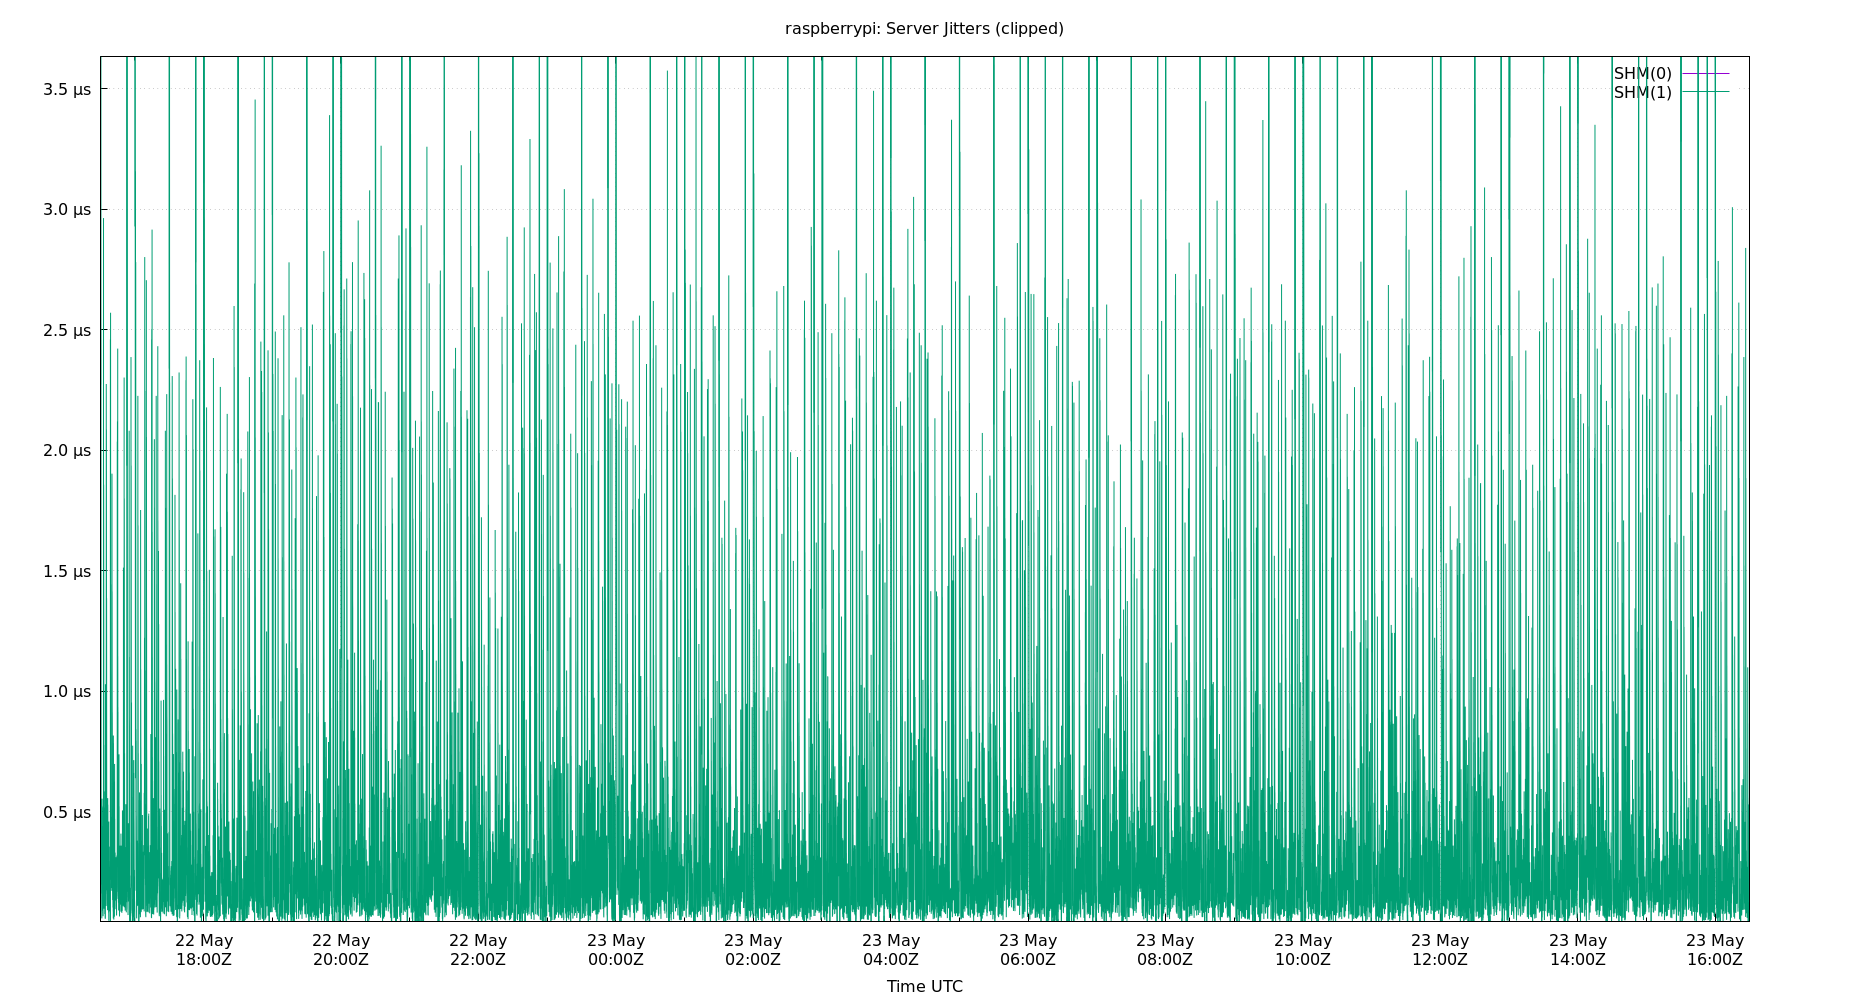 raspberrypi: Server Jitters (clipped)
SHM(0)
SHM(1)
3.5 µs
3.0 µs
2.5 µs
2.0 µs
1.5 µs
1.0 µs
0.5 µs
22 May 22 May 22 May 23 May 23 May 23 May 23 May 23 May 23 May 23 May 23 May 23 May
18:00Z 20:00Z 22:00Z 00:00Z 02:00Z 04:00Z 06:00Z 08:00Z 10:00Z 12:00Z 14:00Z 16:00Z
Time UTC